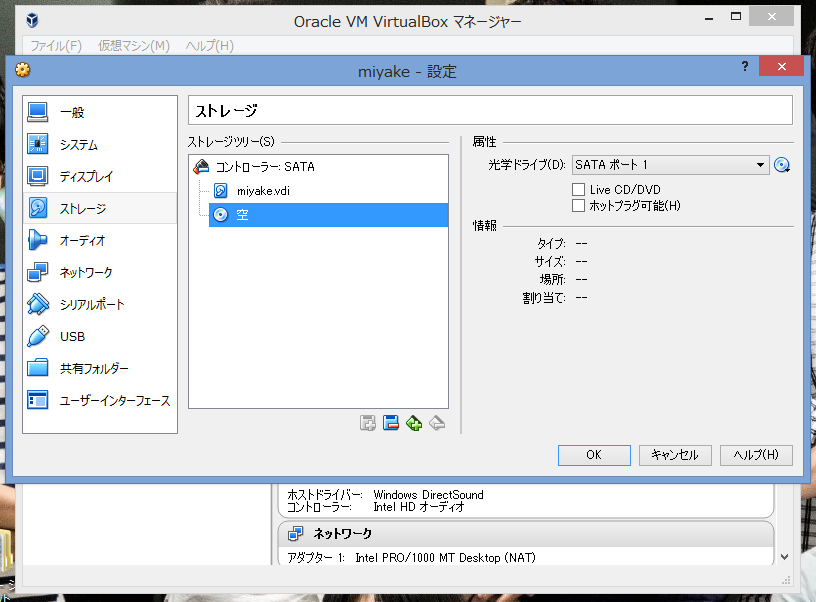 Oracle VM VirtualBox マネージャー
ファイル(F) 仮想マシン(M) ヘルプ(H)
miyake - 設定
?
一般
システム
ディスプレイ
ストレージ
オーディオ
ネットワーク
シリアルポート
USB
共有フォルダー
ユーザーインターフェース
ストレージ
ストレージツリー(S)
コントローラー: SATA
miyake.vdi
空
属性
光学ドライブ(D): SATA ポート 1
Live CD/DVD
ホットプラグ可能(H)
情報
タイプ: --
サイズ: --
場所: --
割り当て: --
OK キャンセル ヘルプ(H)
ホストドライバー: Windows DirectSound
コントローラー: Intel HD オーディオ
ネットワーク
アダプター 1: Intel PRO/1000 MT Desktop (NAT)